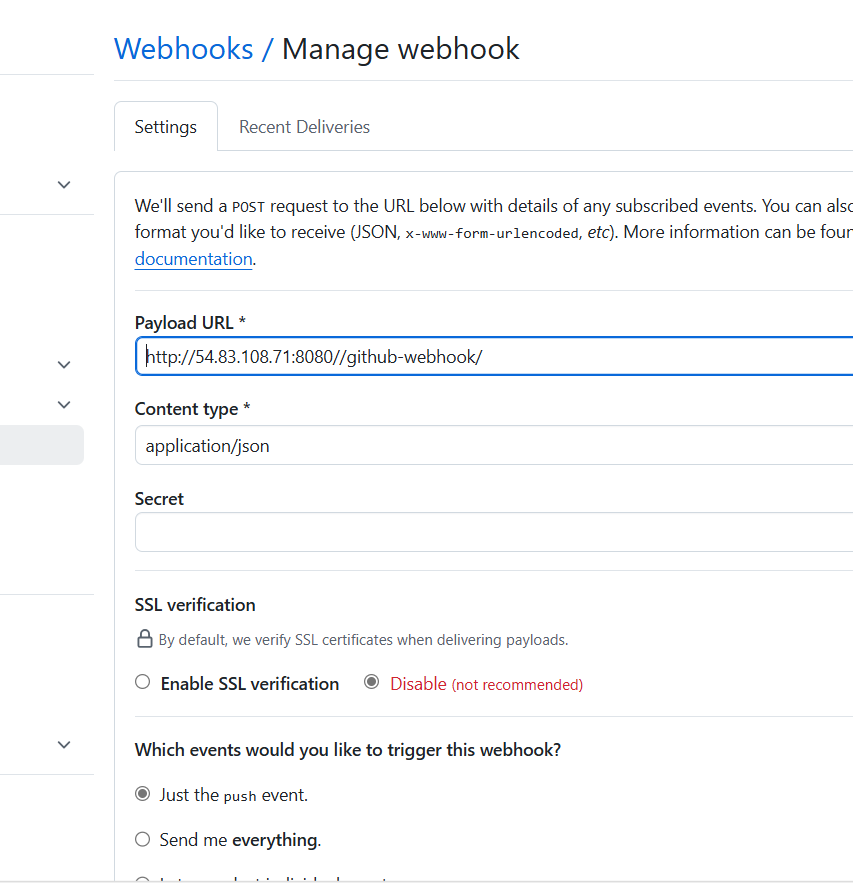 Webhooks / Manage webhook
Settings
Recent Deliveries
We'll send a POST request to the URL below with details of any subscribed events. You can also
format you'd like to receive (JSON, x-www-form-urlencoded, etc). More information can be
documentation.
Payload URL *
http://54.83.108.71:8080//github-webhook/
Content type *
application/json
Secret
SSL verification
By default, we verify SSL certificates when delivering payloads.
Enable SSL verification
Disable (not recommended)
Which events would you like to trigger this webhook?
Just the push event.
Send me everything.